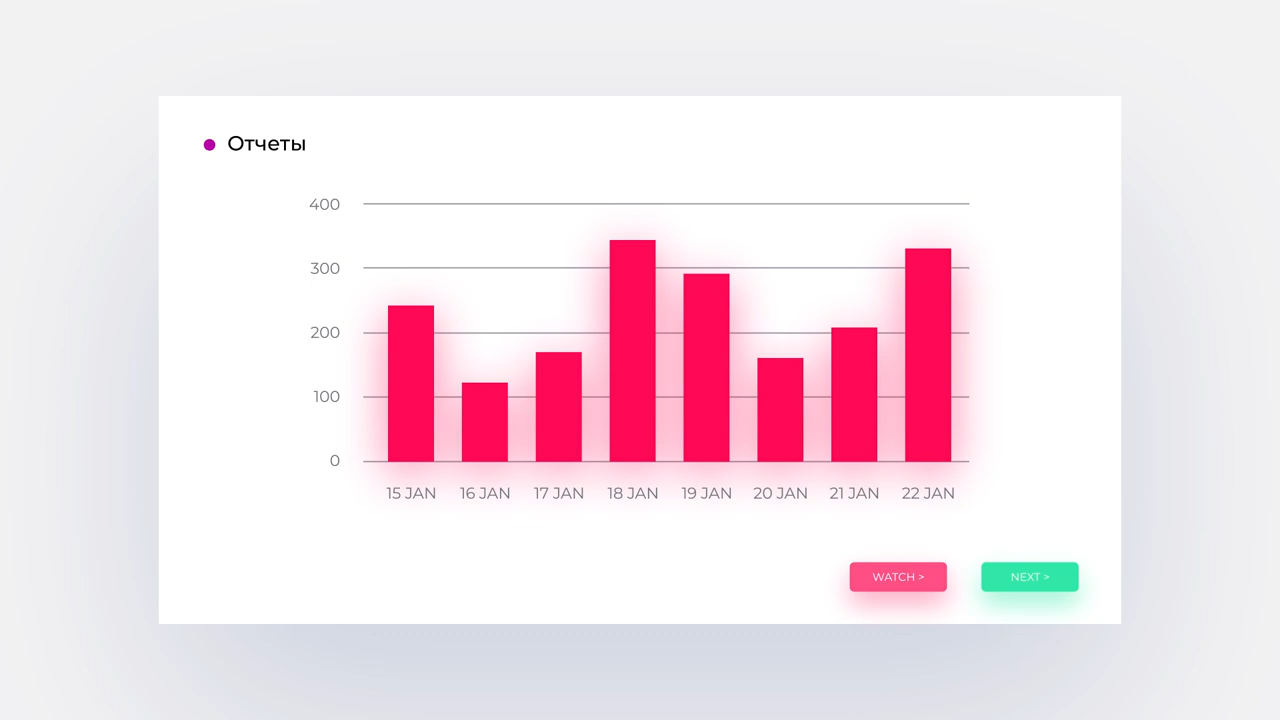 Отчеты
400
300
200
100
0
15 JAN 16 JAN 17 JAN 18 JAN 19 JAN 20 JAN 21 JAN 22 JAN
WATCH > NEXT >